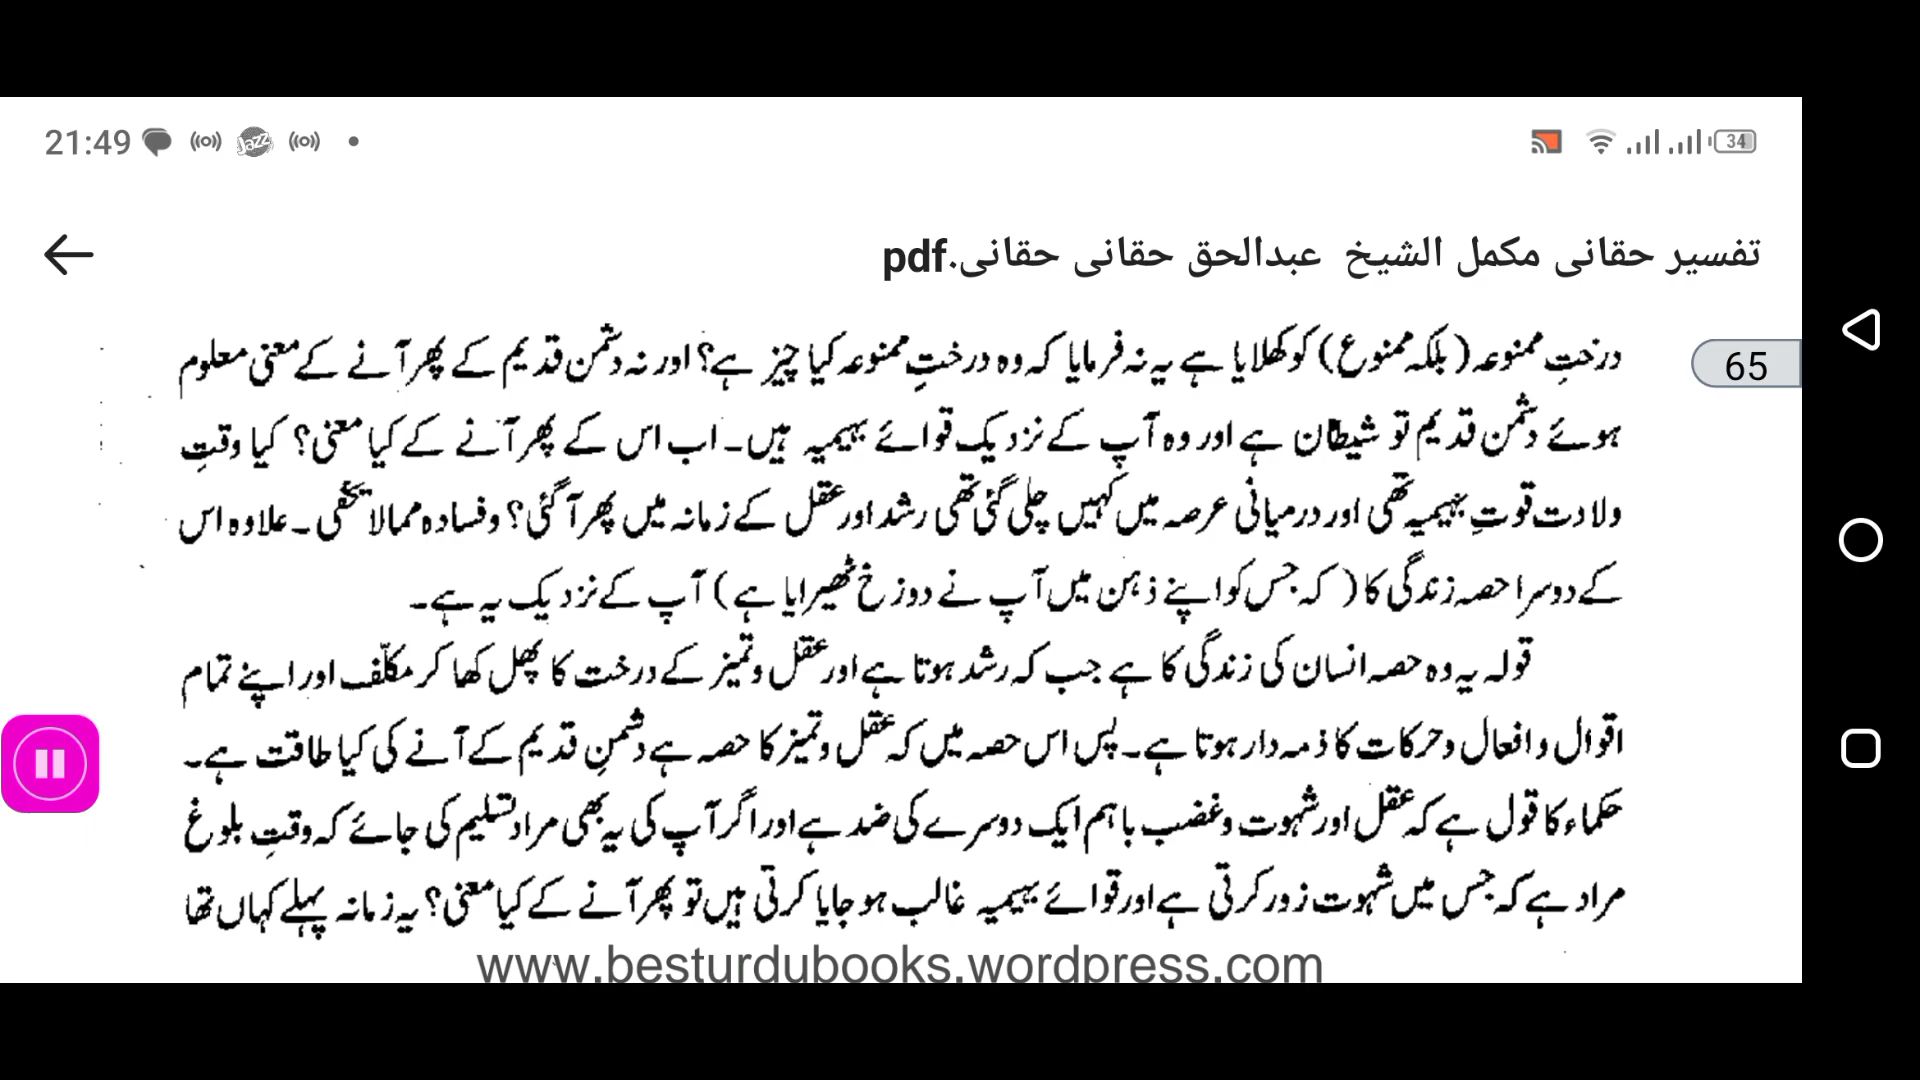 21:49
34
تفسیر حقانی مکمل الشیخ عبدالحق حقانی حقانی.pdf
65
درختِ ممنوعہ (بلکہ ممنوع) کو کھلایا ہے یہ نہ فرمایا کہ وہ درختِ ممنوعہ کیا چیز ہے؟ اور نہ دشمن قدیم کے پھر آنے کے معنی معلوم
ہوئے دشمن قدیم تو شیطان ہے اور وہ آپ کے نزدیک قوائے بہیمیہ ہیں۔ اب اس کے پھر آنے کے کیا معنی؟ کیا وقتِ
ولادت قوتِ بہیمیہ تھی اور درمیانی عرصہ میں کہیں چلی گئی تھی رشد اور عقل کے زمانہ میں پھر آ گئی؟ وفسادہ ممالا تخفی۔ علاوہ اس
کے دوسرا حصہ زندگی کا (کہ جس کو اپنے ذہن میں آپ نے دوزخ ٹھیرایا ہے) آپ کے نزدیک یہ ہے۔
قولہ یہ وہ حصہ انسان کی زندگی کا ہے جب کہ رشد ہوتا ہے اور عقل وتمیز کے درخت کا پھل کھا کر مکلّف اور اپنے تمام
اقوال و افعال و حرکات کا ذمہ دار ہوتا ہے۔ پس اس حصہ میں کہ عقل وتمیز کا حصہ ہے دشمنِ قدیم کے آنے کی کیا طاقت ہے۔
حکماء کا قول ہے کہ عقل اور شہوت و غضب باہم ایک دوسرے کی ضد ہے اور اگر آپ کی یہ بھی مراد تسلیم کی جائے کہ وقتِ بلوغ
مراد ہے کہ جس میں شہوت زور کرتی ہے اور قوائے بہیمیہ غالب ہو جایا کرتی ہیں تو پھر آنے کے کیا معنی؟ یہ زمانہ پہلے کہاں تھا
www.besturdubooks.wordpress.com